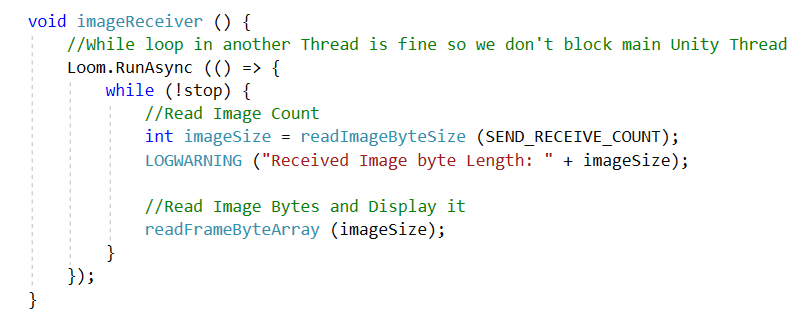 void imageReceiver () {
//While loop in another Thread is fine so we don't block main Unity Thread
Loom.RunAsync (() => {
while (!stop) {
//Read Image Count
int imageSize = readImageByteSize (SEND_RECEIVE_COUNT);
LOGWARNING ("Received Image byte Length: " + imageSize);
//Read Image Bytes and Display it
readFrameByteArray (imageSize);
}
});
}